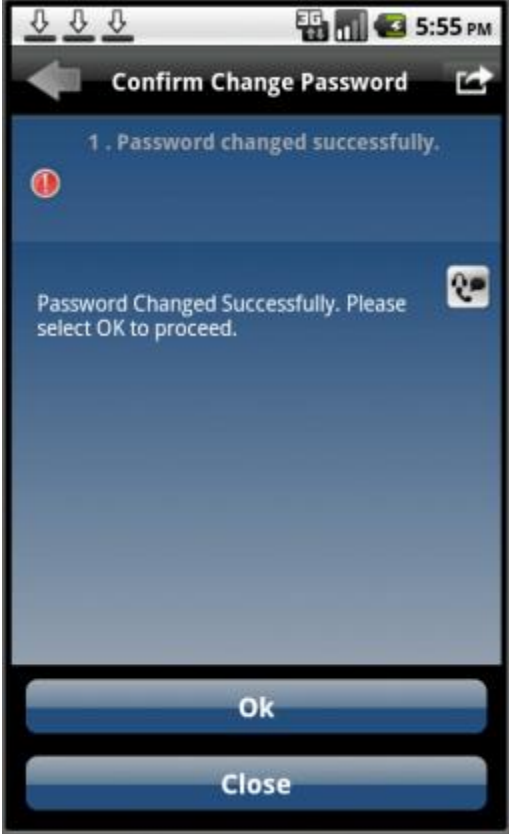 3G 5:55 PM
Confirm Change Password
1 . Password changed successfully.
Password Changed Successfully. Please
select OK to proceed.
Ok
Close